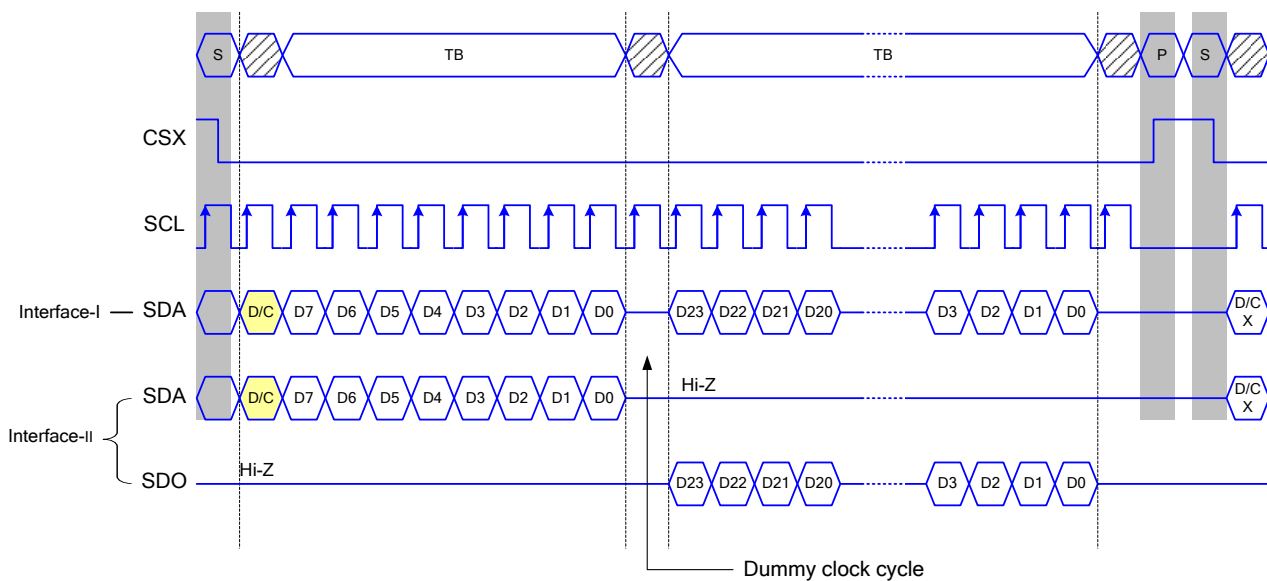 S TB TB P S
CSX
SCL
Interface-I SDA D/C D7 D6 D5 D4 D3 D2 D1 D0 D23 D22 D21 D20 D3 D2 D1 D0 D/C
X
SDA D/C D7 D6 D5 D4 D3 D2 D1 D0 Hi-Z D/C
X
Interface-II
SDO Hi-Z D23 D22 D21 D20 D3 D2 D1 D0
Dummy clock cycle